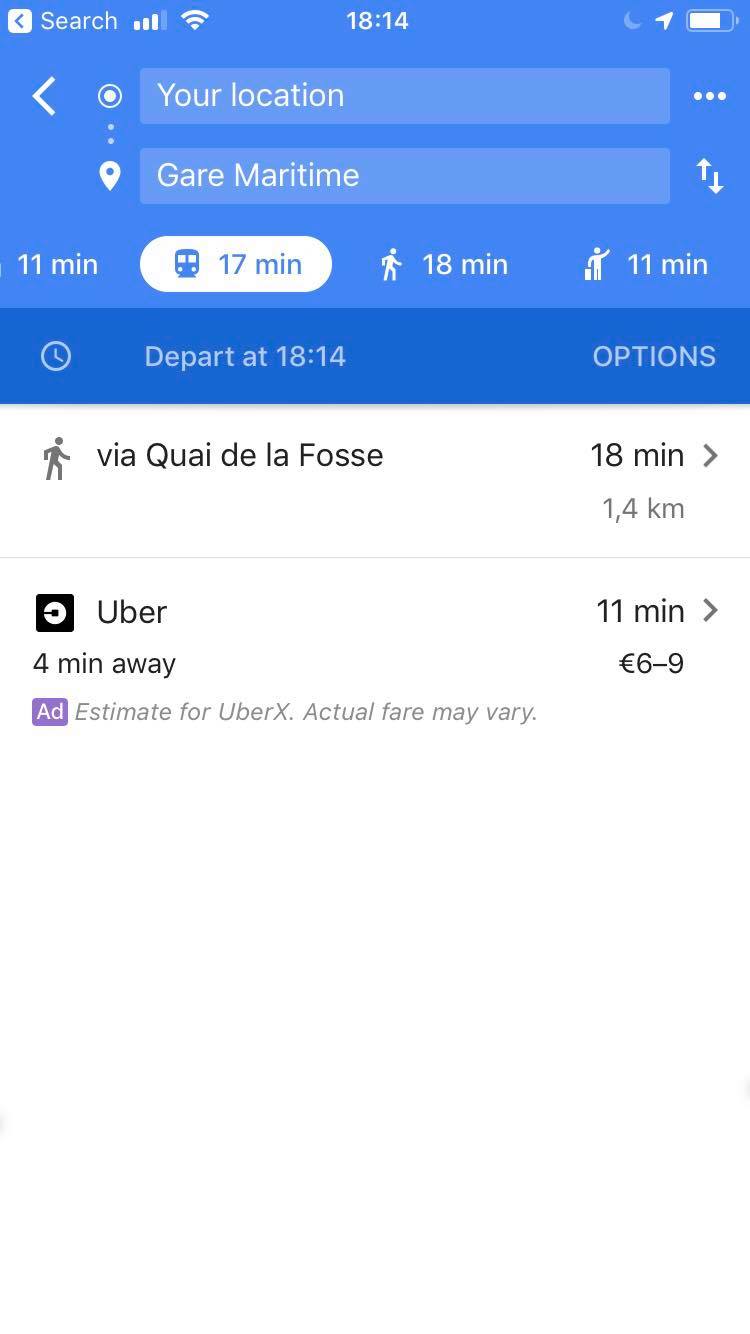 Search 18:14
Your location
Gare Maritime
11 min 17 min 18 min 11 min
Depart at 18:14 OPTIONS
via Quai de la Fosse 18 min
1,4 km
Uber 11 min
4 min away €6–9
Ad Estimate for UberX. Actual fare may vary.